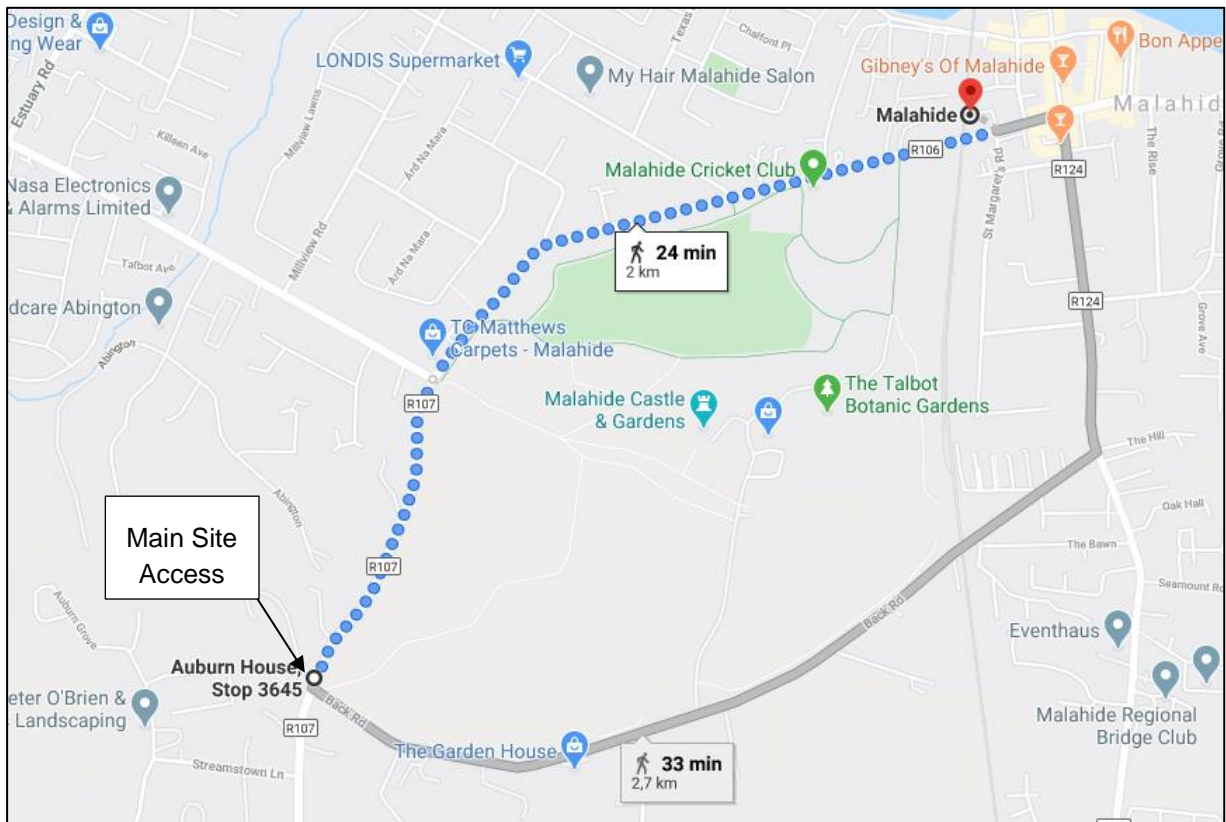 Design &
ing Wear
Estuary Rd
LONDIS Supermarket
My Hair Malahide Salon
Texas
Chalfont Pl
Gibney's Of Malahide
Bon Appe
Malahide
Malahid
R106
R124
The Rise
St Margaret's Rd
Killeen Ave
Millview Lawns
Ard Na Mara
Malahide Cricket Club
Nasa Electronics
& Alarms Limited
Millview Rd
Ard Na Mara
Talbot Ave
24 min
2 km
R124
Grove Ave
dcare Abington
Abington
TC Matthews
Carpets - Malahide
R107
Malahide Castle
& Gardens
The Talbot
Botanic Gardens
The Hill
Abington
Oak Hall
Main Site
Access
R107
The Bawn
Seamount Rd
Auburn Grove
Back Rd
Eventhaus
Auburn House,
Stop 3645
eter O'Brien &
s Landscaping
R107
Back Rd
Malahide Regional
Bridge Club
The Garden House
Streamstown Ln
33 min
2,7 km